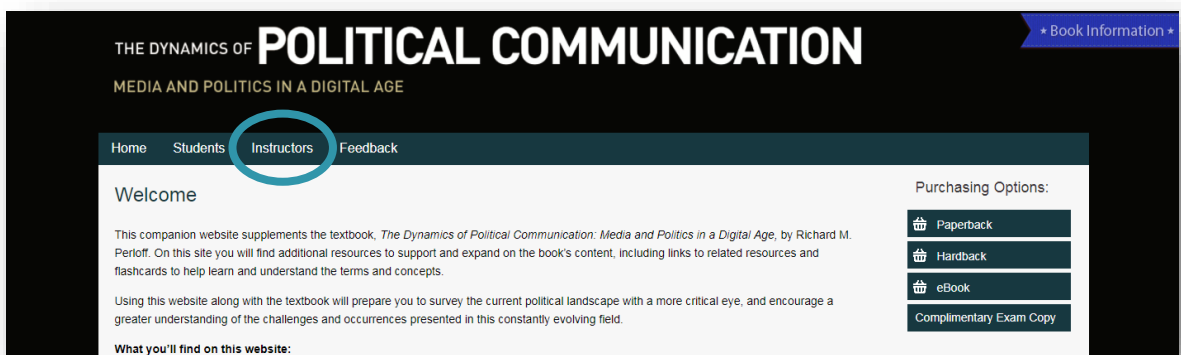 THE DYNAMICS OF POLITICAL COMMUNICATION
MEDIA AND POLITICS IN A DIGITAL AGE
★ Book Information ★
Home Students Instructors Feedback
Welcome
This companion website supplements the textbook, The Dynamics of Political Communication: Media and Politics in a Digital Age, by Richard M.
Perloff. On this site you will find additional resources to support and expand on the book's content, including links to related resources and
flashcards to help learn and understand the terms and concepts.
Using this website along with the textbook will prepare you to survey the current political landscape with a more critical eye, and encourage a
greater understanding of the challenges and occurrences presented in this constantly evolving field.
What you'll find on this website:
Purchasing Options:
Paperback
Hardback
eBook
Complimentary Exam Copy